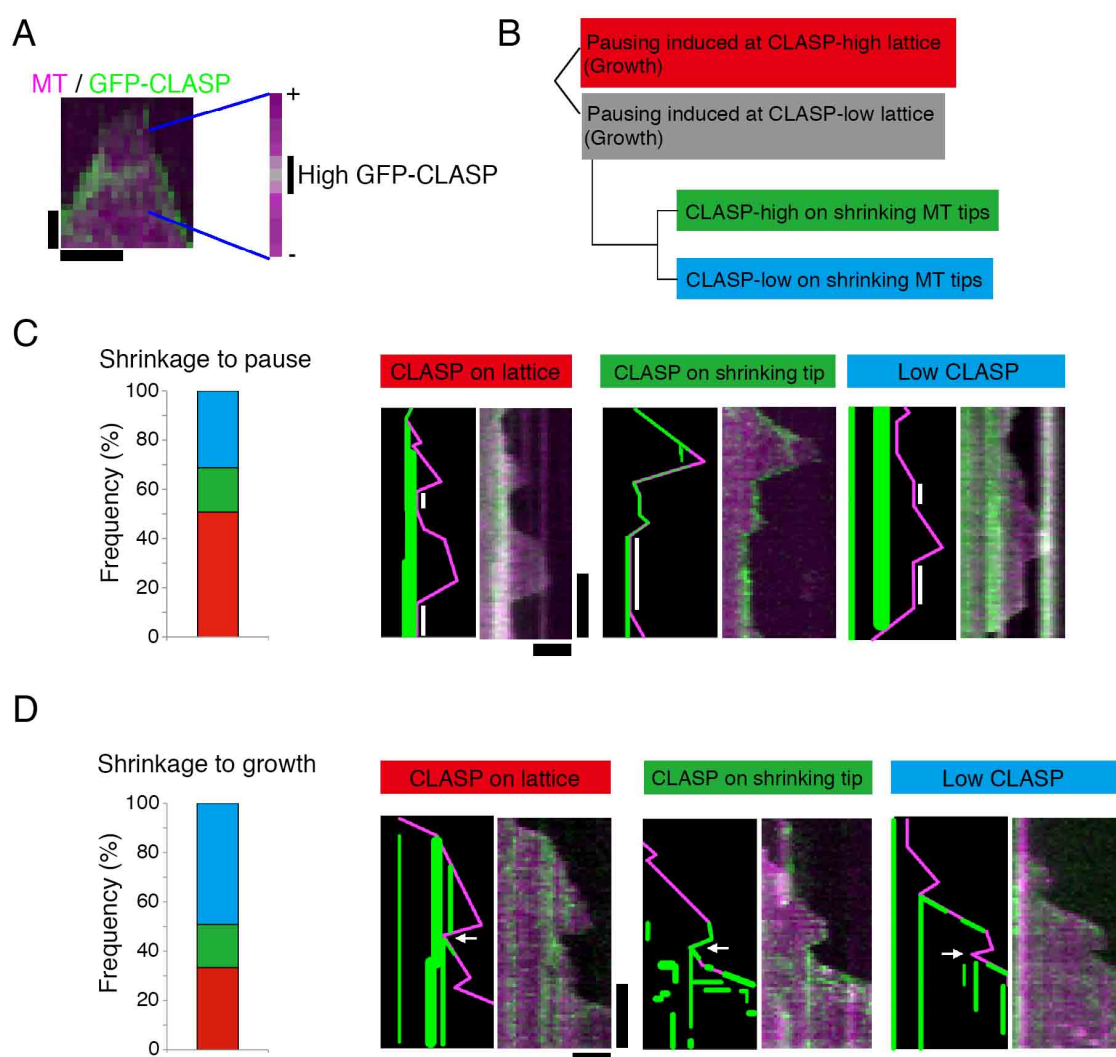 A
MT / GFP-CLASP
+
High GFP-CLASP
-
B
Pausing induced at CLASP-high lattice
(Growth)
Pausing induced at CLASP-low lattice
(Growth)
CLASP-high on shrinking MT tips
CLASP-low on shrinking MT tips
C
Shrinkage to pause
Frequency (%)
100
80
60
40
20
0
CLASP on lattice
CLASP on shrinking tip
Low CLASP
D
Shrinkage to growth
Frequency (%)
100
80
60
40
20
0
CLASP on lattice
CLASP on shrinking tip
Low CLASP